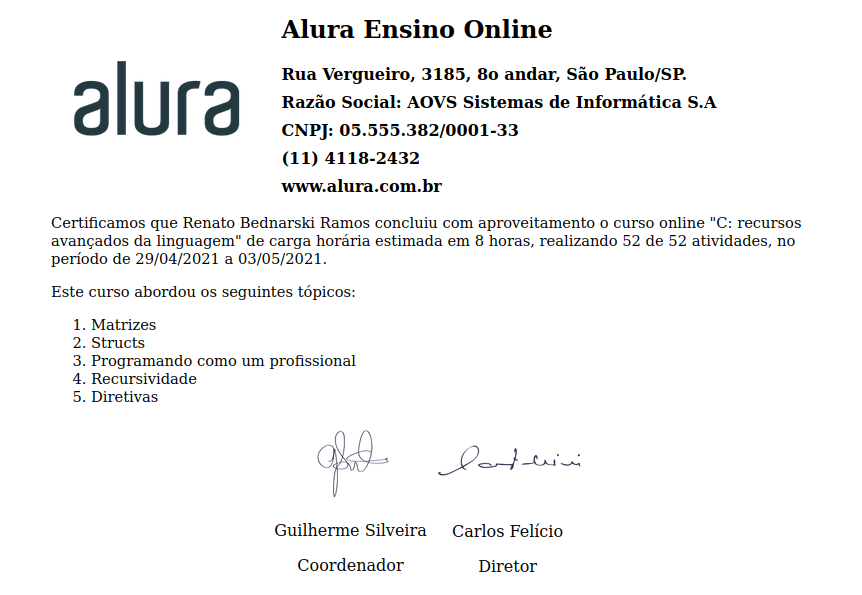 Alura Ensino Online
alura
Rua Vergueiro, 3185, 8o andar, São Paulo/SP.
Razão Social: AOVS Sistemas de Informática S.A
CNPJ: 05.555.382/0001-33
(11) 4118-2432
www.alura.com.br
Certificamos que Renato Bednarski Ramos concluiu com aproveitamento o curso online "C: recursos
avançados da linguagem" de carga horária estimada em 8 horas, realizando 52 de 52 atividades, no
período de 29/04/2021 a 03/05/2021.
Este curso abordou os seguintes tópicos:
1. Matrizes
2. Structs
3. Programando como um profissional
4. Recursividade
5. Diretivas
Guilherme Silveira Carlos Felício
Coordenador Diretor